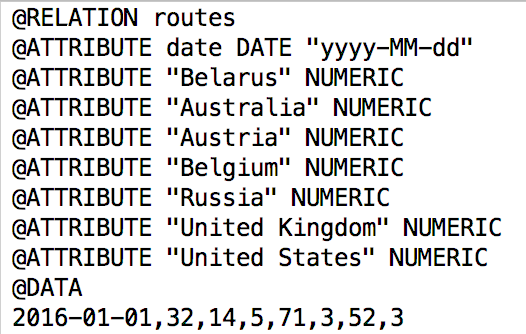 @RELATION routes
@ATTRIBUTE date DATE "yyyy-MM-dd"
@ATTRIBUTE "Belarus" NUMERIC
@ATTRIBUTE "Australia" NUMERIC
@ATTRIBUTE "Austria" NUMERIC
@ATTRIBUTE "Belgium" NUMERIC
@ATTRIBUTE "Russia" NUMERIC
@ATTRIBUTE "United Kingdom" NUMERIC
@ATTRIBUTE "United States" NUMERIC
@DATA
2016-01-01,32,14,5,71,3,52,3